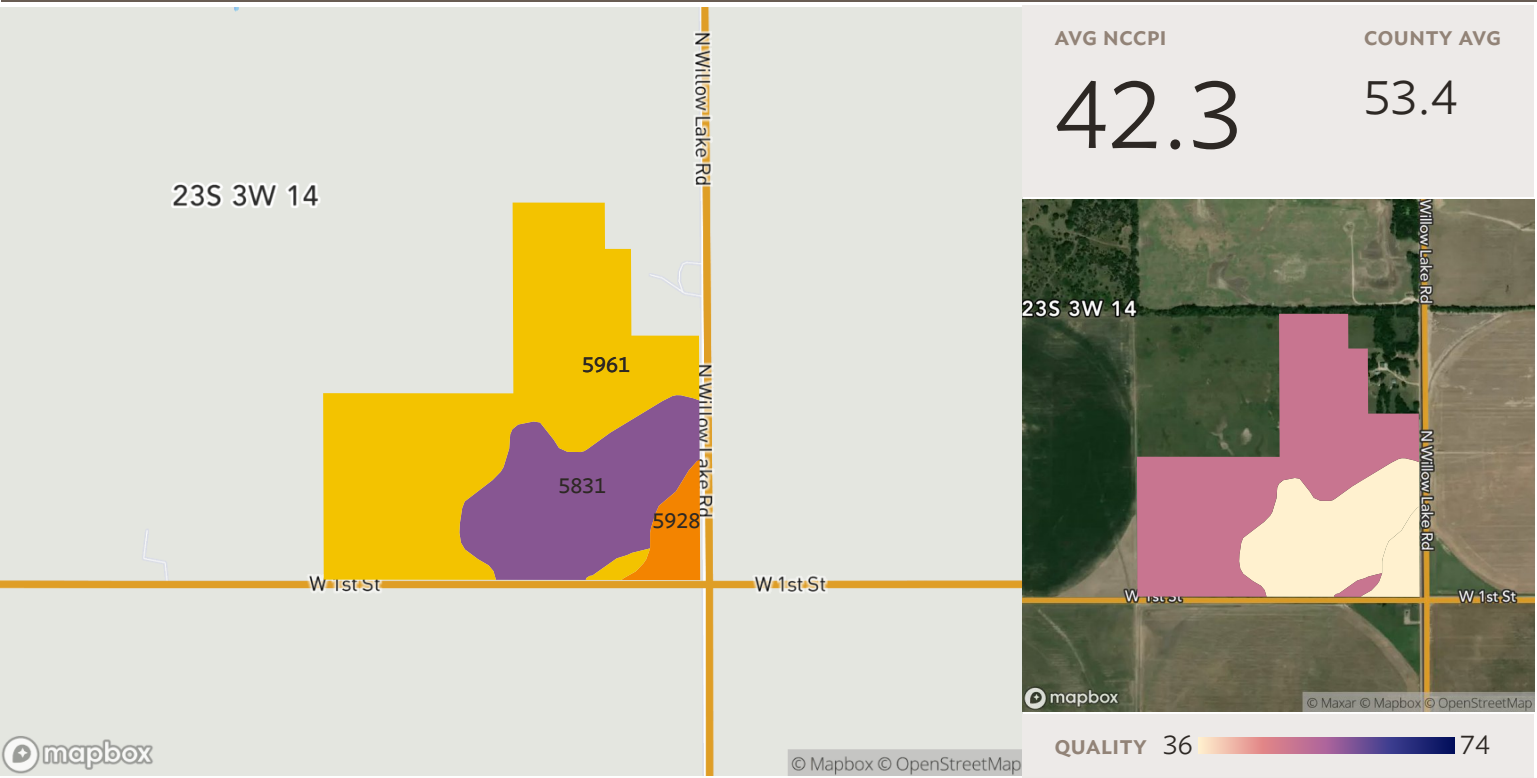 N Willow Lake Rd
23S 3W 14
5961
N Willow Lake Rd
5831
5928
W 1st St
W 1st St
mapbox
© Mapbox © OpenStreetMap
AVG NCCPI
COUNTY AVG
42.3
53.4
Willow Lake Rd
23S 3W 14
N Willow Lake Rd
W 1st St
W 1st St
mapbox
© Maxar © Mapbox © OpenStreetMap
QUALITY 36 74